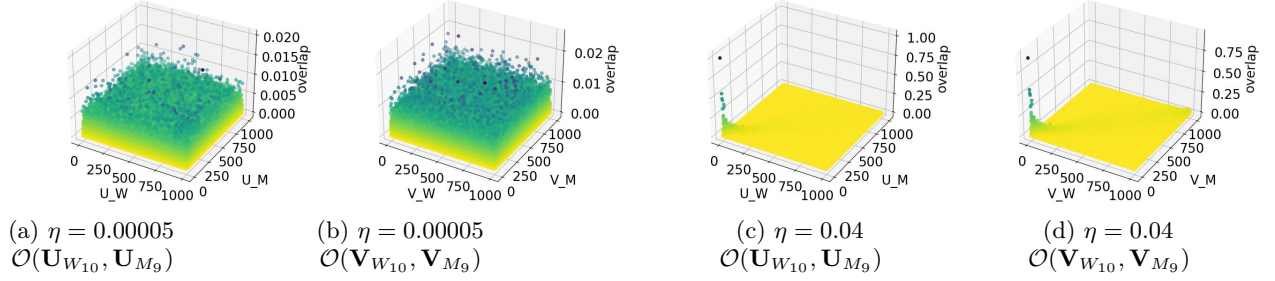 0.020
0.015
0.010
0.005
0.000
overlap
0
250
500
750
1000
U_W
0
250
500
750
1000
U_M
0.02
0.01
0.00
overlap
0
250
500
750
1000
V_W
0
250
500
750
1000
V_M
1.00
0.75
0.50
0.25
0.00
overlap
0
250
500
750
1000
U_W
0
250
500
750
1000
U_M
0.75
0.50
0.25
0.00
overlap
0
250
500
750
1000
V_W
0
250
500
750
1000
V_M
(a) η = 0.00005
𝒪(𝐔_{W_{10}}, 𝐔_{M_9})
(b) η = 0.00005
𝒪(𝐕_{W_{10}}, 𝐕_{M_9})
(c) η = 0.04
𝒪(𝐔_{W_{10}}, 𝐔_{M_9})
(d) η = 0.04
𝒪(𝐕_{W_{10}}, 𝐕_{M_9})